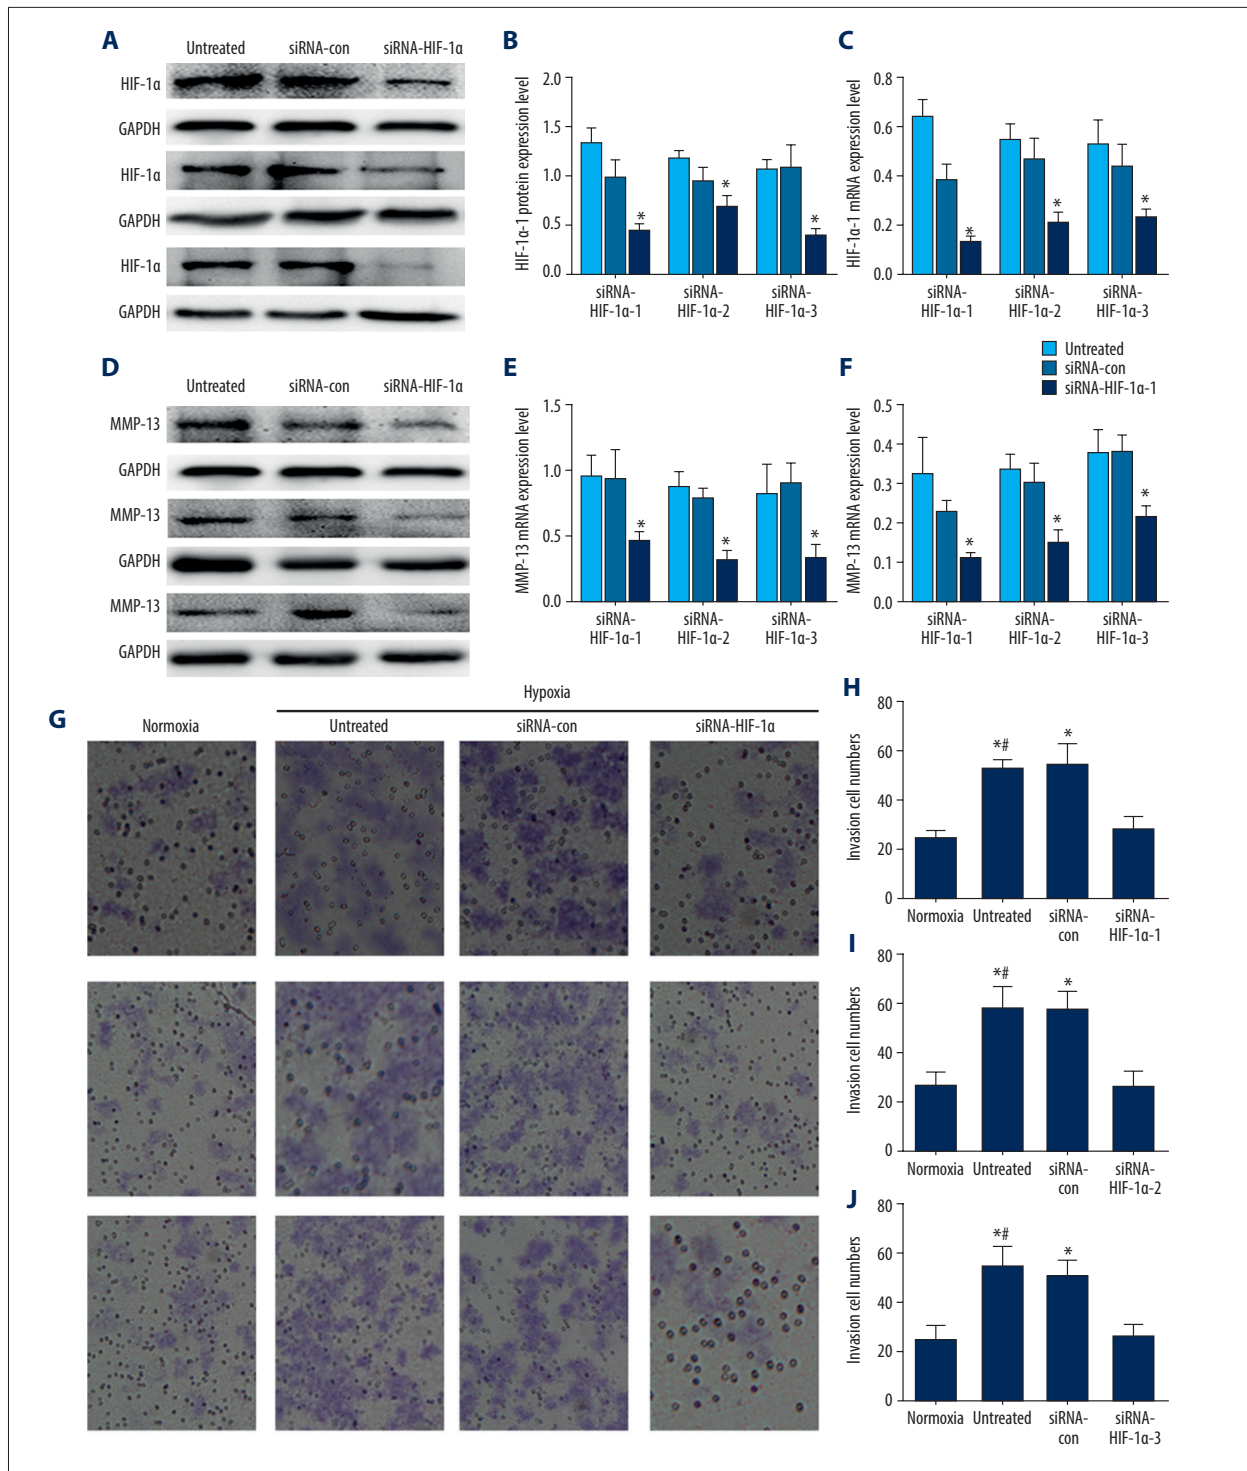 A
Untreated
siRNA-con
siRNA-HIF-1α
HIF-1α
GAPDH
HIF-1α
GAPDH
HIF-1α
GAPDH
B
HIF-1α-1 protein expression level
2.0
1.5
1.0
0.5
0.0
*
*
*
siRNA-
HIF-1α-1
siRNA-
HIF-1α-2
siRNA-
HIF-1α-3
C
HIF-1α-1 mRNA expression level
0.8
0.6
0.4
0.2
0.0
*
*
*
siRNA-
HIF-1α-1
siRNA-
HIF-1α-2
siRNA-
HIF-1α-3
Untreated
siRNA-con
siRNA-HIF-1α-1
D
Untreated
siRNA-con
siRNA-HIF-1α
MMP-13
GAPDH
MMP-13
GAPDH
MMP-13
GAPDH
E
MMP-13 mRNA expression level
1.5
1.0
0.5
0.0
*
*
*
siRNA-
HIF-1α-1
siRNA-
HIF-1α-2
siRNA-
HIF-1α-3
F
MMP-13 mRNA expression level
0.5
0.4
0.3
0.2
0.1
0.0
*
*
*
siRNA-
HIF-1α-1
siRNA-
HIF-1α-2
siRNA-
HIF-1α-3
G
Hypoxia
Normoxia
Untreated
siRNA-con
siRNA-HIF-1α
H
Invasion cell numbers
80
60
40
20
0
*#
*
Normoxia
Untreated
siRNA-
con
siRNA-
HIF-1α-1
I
Invasion cell numbers
80
60
40
20
0
*#
*
Normoxia
Untreated
siRNA-
con
siRNA-
HIF-1α-2
J
Invasion cell numbers
80
60
40
20
0
*#
*
Normoxia
Untreated
siRNA-
con
siRNA-
HIF-1α-3